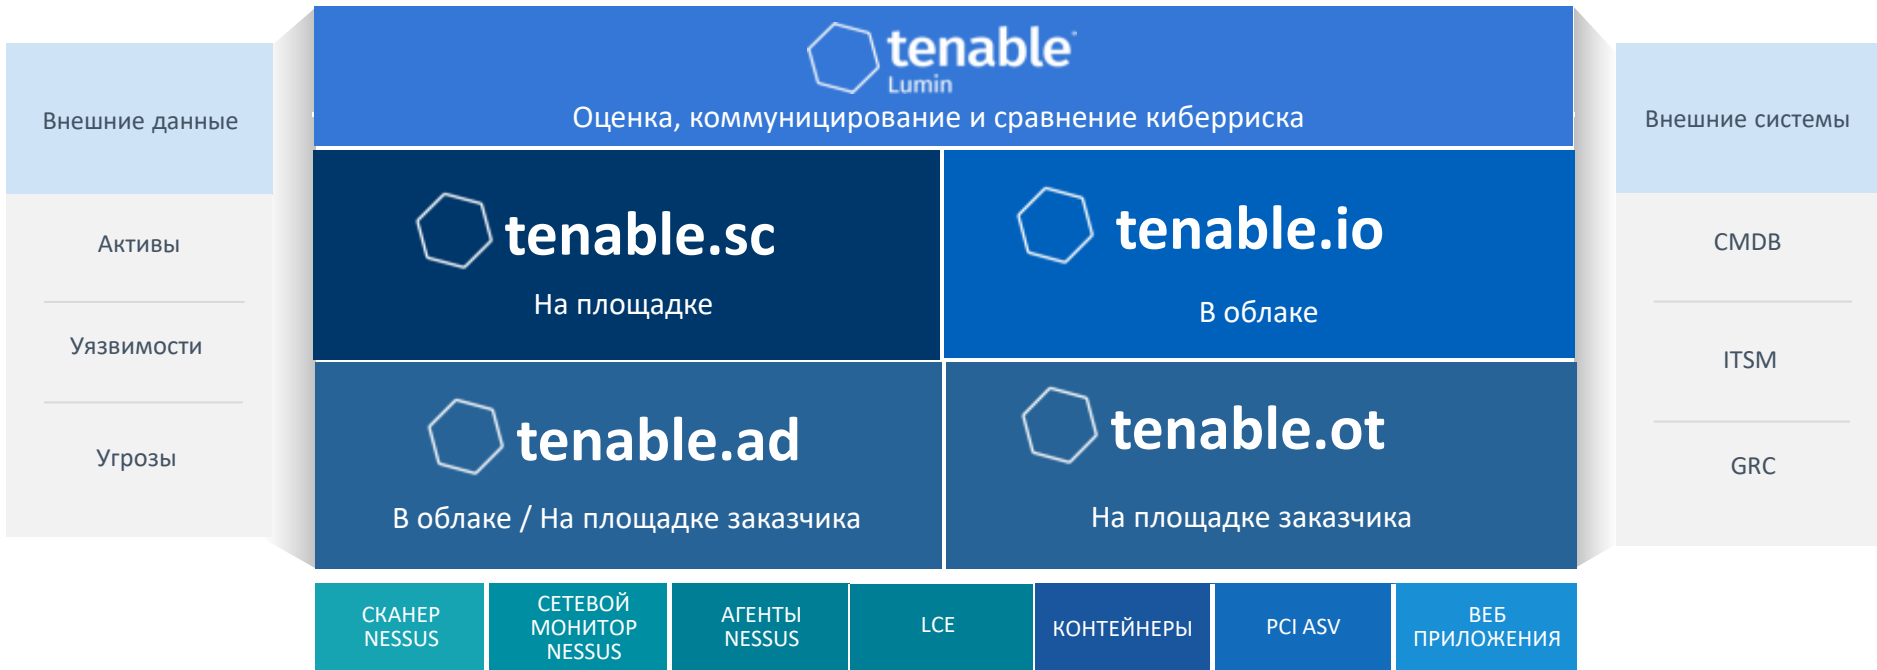 Внешние данные
Активы
Уязвимости
Угрозы
tenable
Lumin
Оценка, коммуницирование и сравнение киберриска
tenable.sc
На площадке
tenable.io
В облаке
tenable.ad
В облаке / На площадке заказчика
tenable.ot
На площадке заказчика
Внешние системы
CMDB
ITSM
GRC
СКАНЕР
NESSUS
СЕТЕВОЙ
МОНИТОР
NESSUS
АГЕНТЫ
NESSUS
LCE
КОНТЕЙНЕРЫ
PCI ASV
ВЕБ
ПРИЛОЖЕНИЯ